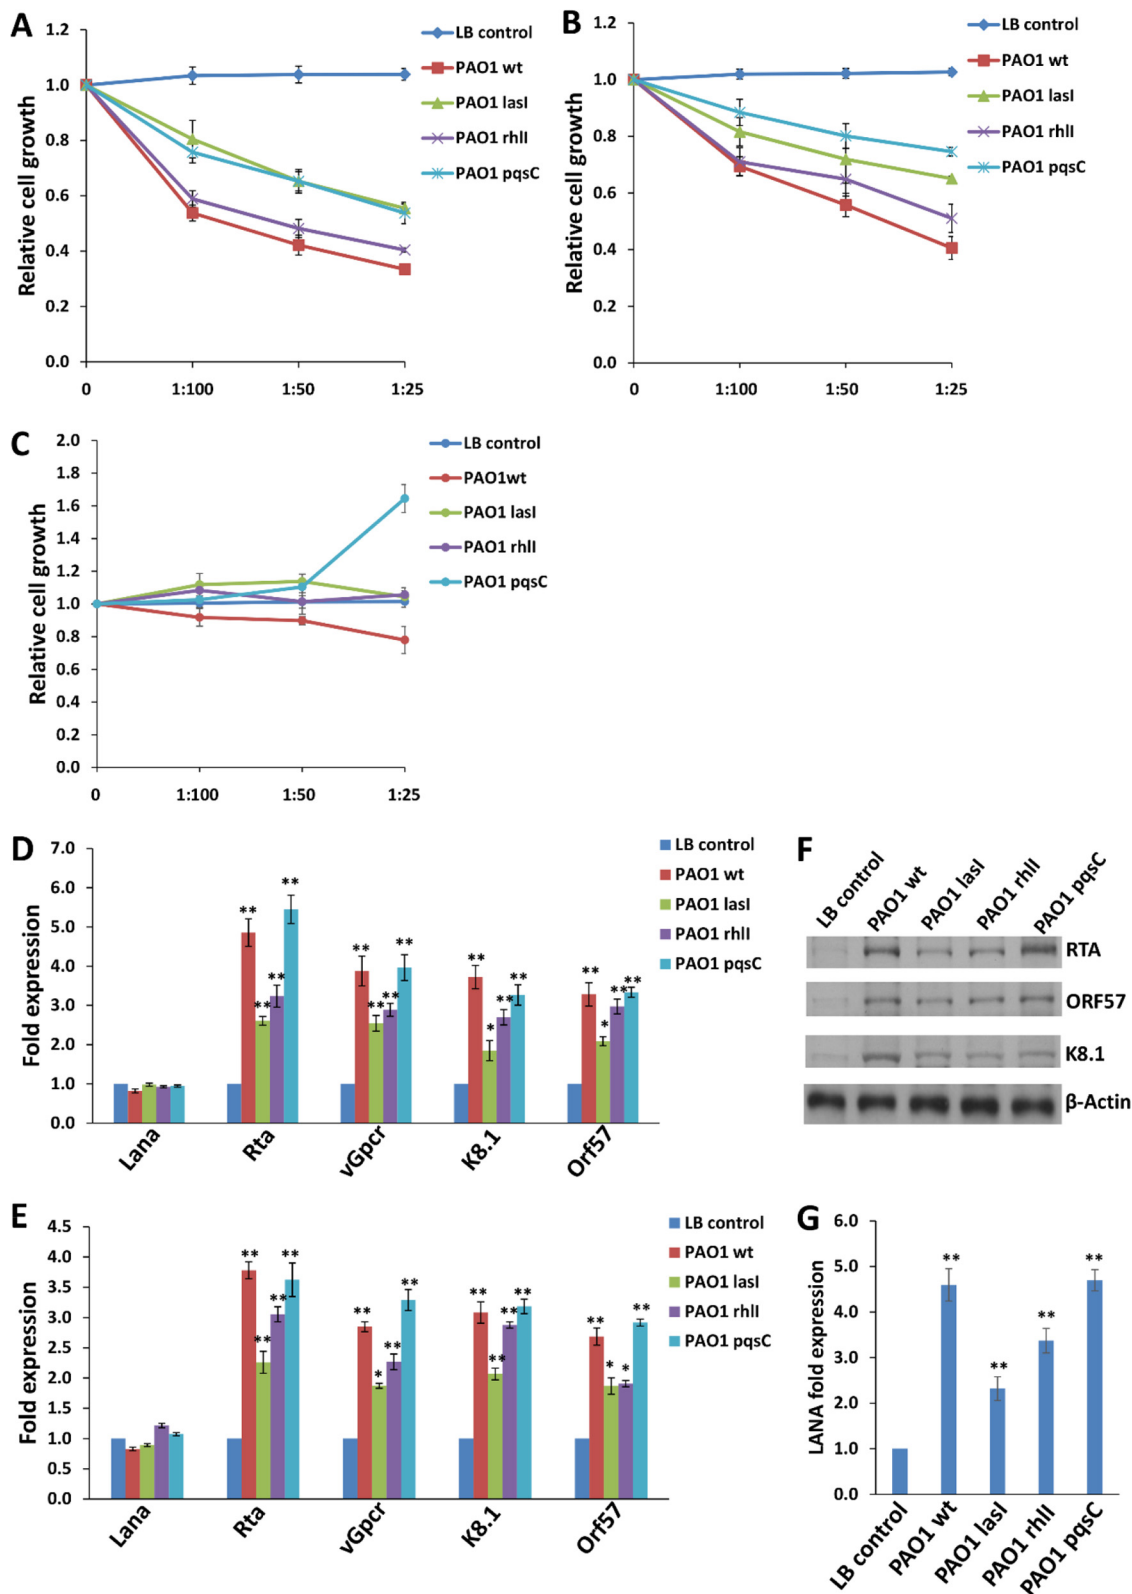 A
Relative cell growth
1.2
1.0
0.8
0.6
0.4
0.2
0.0
0 1:100 1:50 1:25
LB control
PAO1 wt
PAO1 lasI
PAO1 rhlI
PAO1 pqsC
B
Relative cell growth
1.2
1.0
0.8
0.6
0.4
0.2
0.0
0 1:100 1:50 1:25
LB control
PAO1 wt
PAO1 lasI
PAO1 rhlI
PAO1 pqsC
C
Relative cell growth
2.0
1.8
1.6
1.4
1.2
1.0
0.8
0.6
0.4
0.2
0.0
0 1:100 1:50 1:25
LB control
PAO1wt
PAO1 lasI
PAO1 rhlI
PAO1 pqsC
D
Fold expression
7.0
6.0
5.0
4.0
3.0
2.0
1.0
0.0
** ** ** **
** ** ** **
** * ** **
** * ** **
Lana Rta vGpcr K8.1 Orf57
LB control
PAO1 wt
PAO1 lasI
PAO1 rhlI
PAO1 pqsC
F
LB control PAO1 wt PAO1 lasI PAO1 rhlI PAO1 pqsC
RTA
ORF57
K8.1
β-Actin
E
Fold expression
4.5
4.0
3.5
3.0
2.5
2.0
1.5
1.0
0.5
0.0
** ** ** **
** * ** **
** ** ** **
** * * **
Lana Rta vGpcr K8.1 Orf57
LB control
PAO1 wt
PAO1 lasI
PAO1 rhlI
PAO1 pqsC
G
LANA fold expression
6.0
5.0
4.0
3.0
2.0
1.0
0.0
** ** ** **
LB control PAO1 wt PAO1 lasI PAO1 rhlI PAO1 pqsC